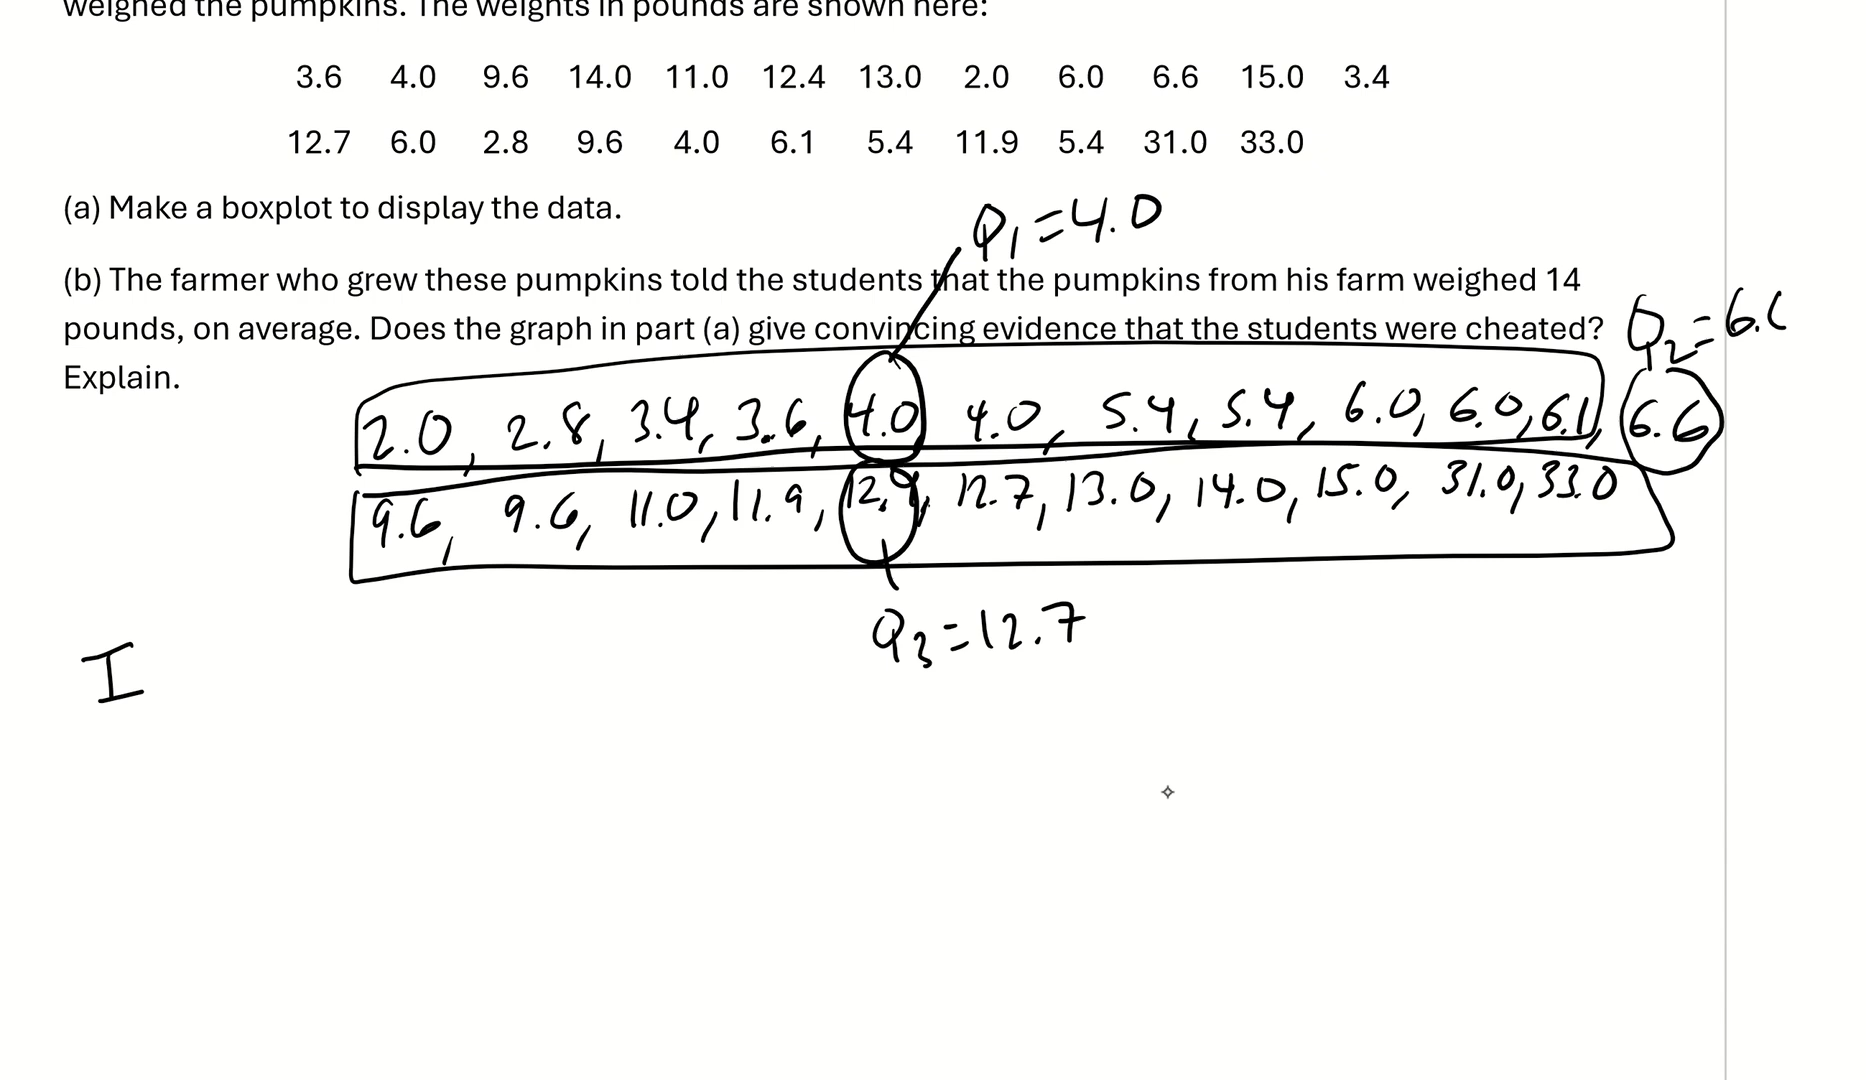 weighed the pumpkins. The weights in pounds are shown here:
3.6 4.0 9.6 14.0 11.0 12.4 13.0 2.0 6.0 6.6 15.0 3.4
12.7 6.0 2.8 9.6 4.0 6.1 5.4 11.9 5.4 31.0 33.0
(a) Make a boxplot to display the data.
Q1=4.0
(b) The farmer who grew these pumpkins told the students that the pumpkins from his farm weighed 14
pounds, on average. Does the graph in part (a) give convincing evidence that the students were cheated?
Q2=6.
Explain.
2.0, 2.8, 3.4, 3.6, 4.0, 4.0, 5.4, 5.4, 6.0, 6.0, 6.1, 6.6
9.6, 9.6, 11.0, 11.9, 12.4, 12.7, 13.0, 14.0, 15.0, 31.0, 33.0
Q3=12.7
I